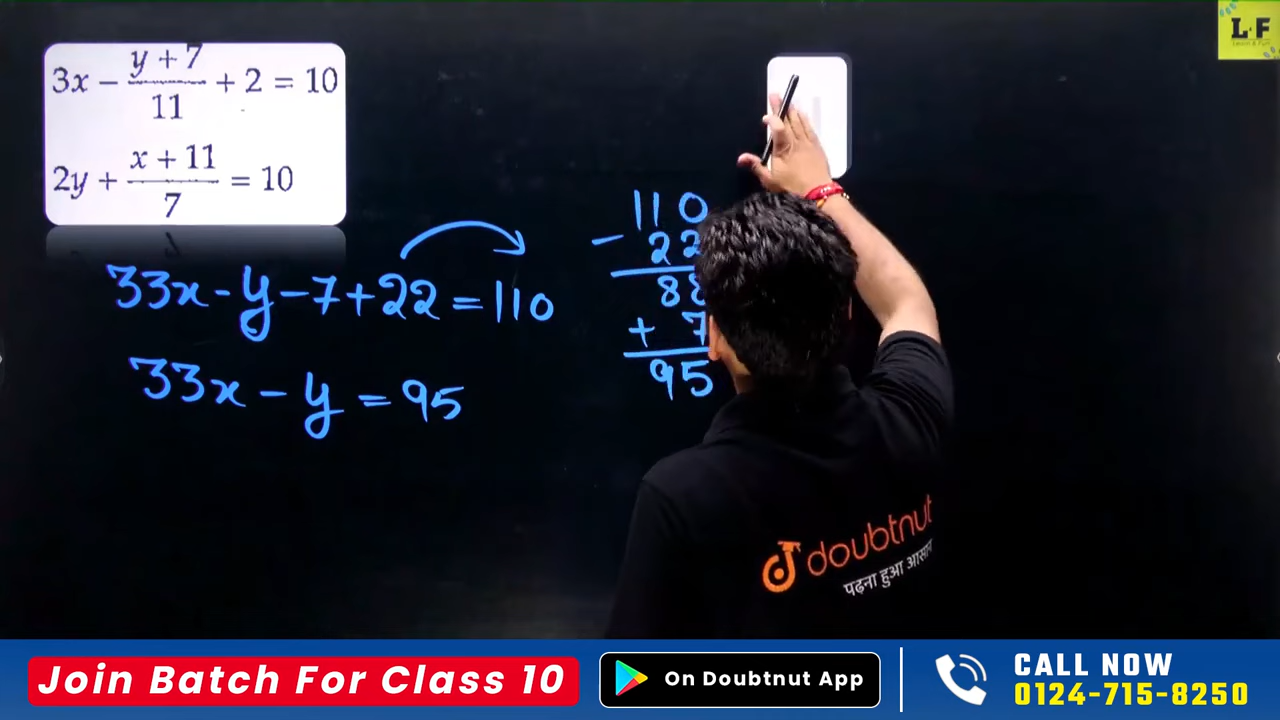 3x − (y + 7)/11 + 2 = 10
2y + (x + 11)/7 = 10
33x - y - 7 + 22 = 110
33x - y = 95
110
- 22
88
+ 7
95
L·F
doubtnut
पढ़ना हुआ आसान
Join Batch For Class 10
On Doubtnut App
CALL NOW
0124-715-8250